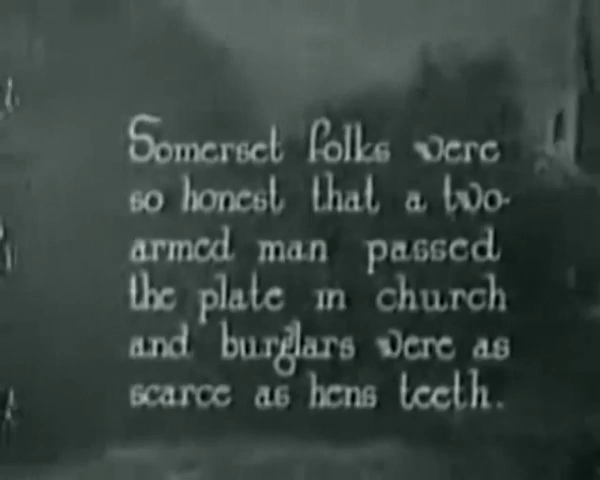 Somerset folks were
so honest that a two-
armed man passed
the plate in church
and burglars were as
scarce as hens teeth.